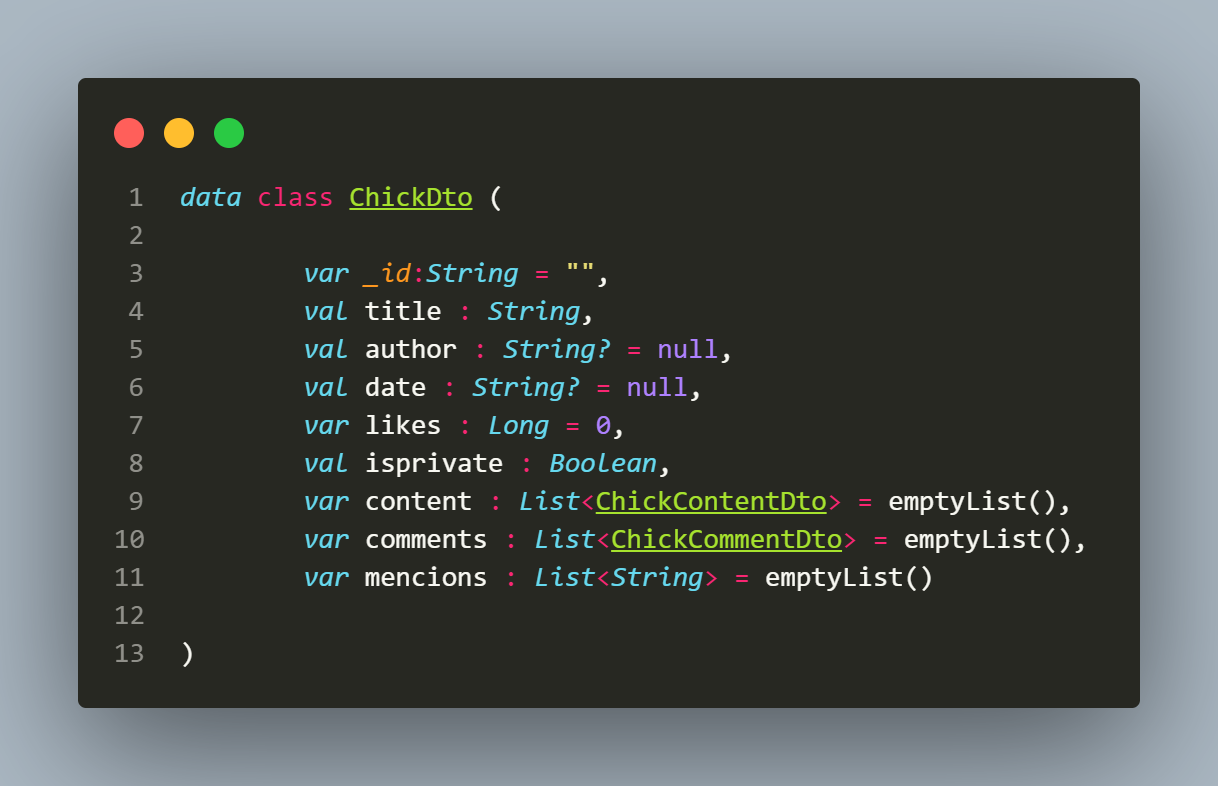 1 data class ChickDto (
2
3 var _id:String = "",
4 val title : String,
5 val author : String? = null,
6 val date : String? = null,
7 var likes : Long = 0,
8 val isprivate : Boolean,
9 var content : List<ChickContentDto> = emptyList(),
10 var comments : List<ChickCommentDto> = emptyList(),
11 var mencions : List<String> = emptyList()
12
13 )